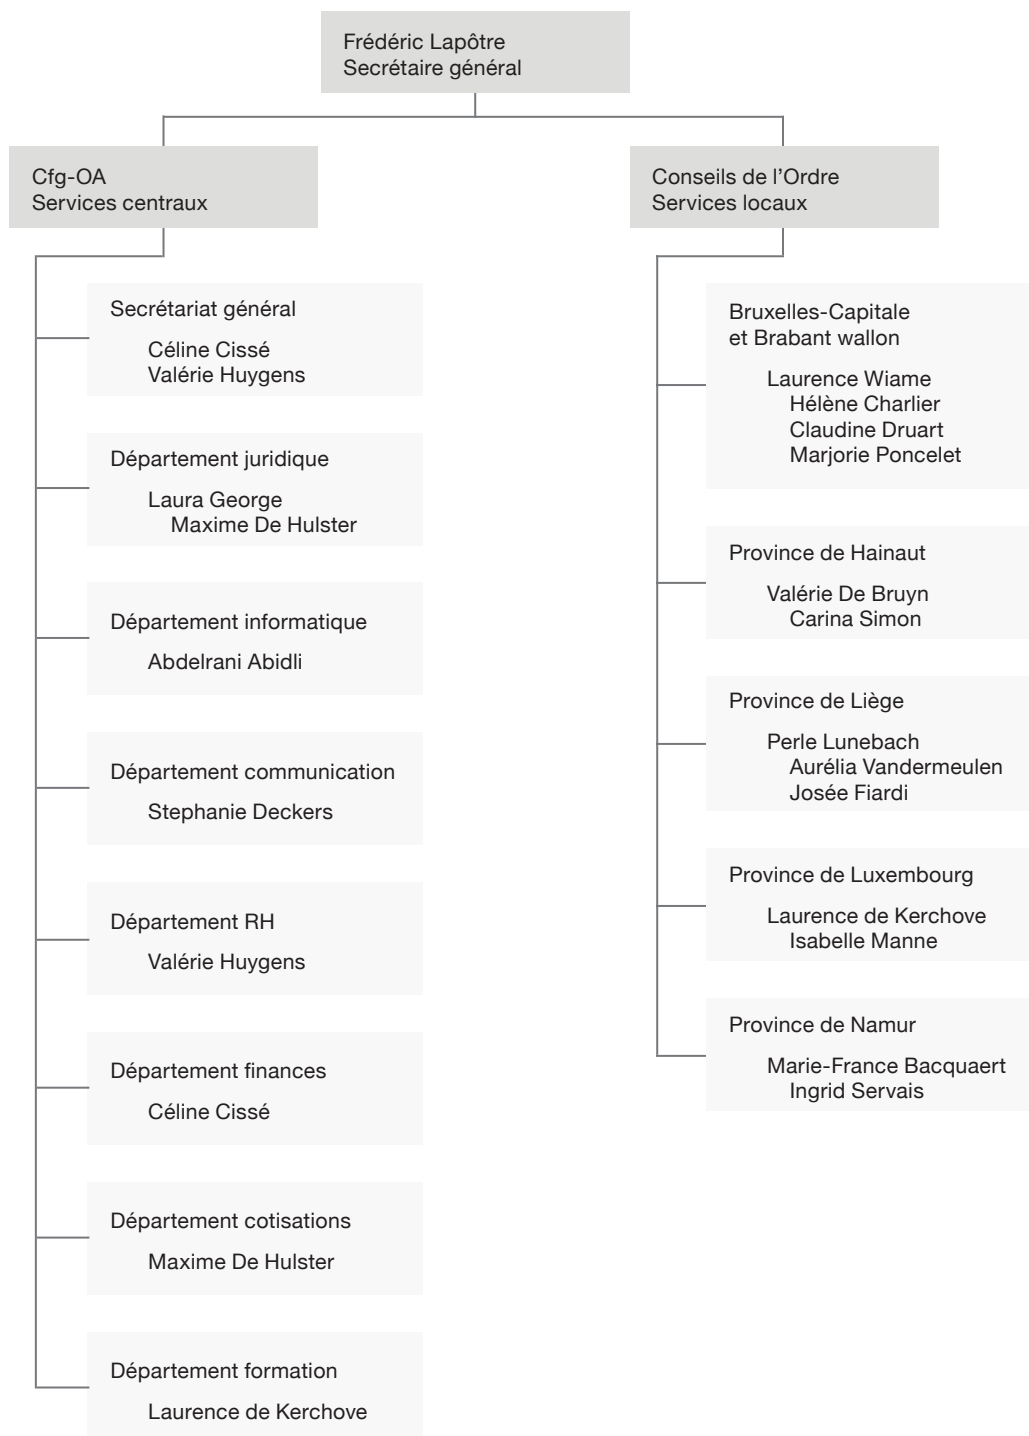 Frédéric Lapôtre
Secrétaire général
Cfg-OA
Services centraux
Secrétariat général
Céline Cissé
Valérie Huygens
Département juridique
Laura George
Maxime De Hulster
Département informatique
Abdelrani Abidli
Département communication
Stephanie Deckers
Département RH
Valérie Huygens
Département finances
Céline Cissé
Département cotisations
Maxime De Hulster
Département formation
Laurence de Kerchove
Conseils de l’Ordre
Services locaux
Bruxelles-Capitale
et Brabant wallon
Laurence Wiame
Hélène Charlier
Claudine Druart
Marjorie Poncelet
Province de Hainaut
Valérie De Bruyn
Carina Simon
Province de Liège
Perle Lunebach
Aurélia Vandermeulen
Josée Fiardi
Province de Luxembourg
Laurence de Kerchove
Isabelle Manne
Province de Namur
Marie-France Bacquaert
Ingrid Servais